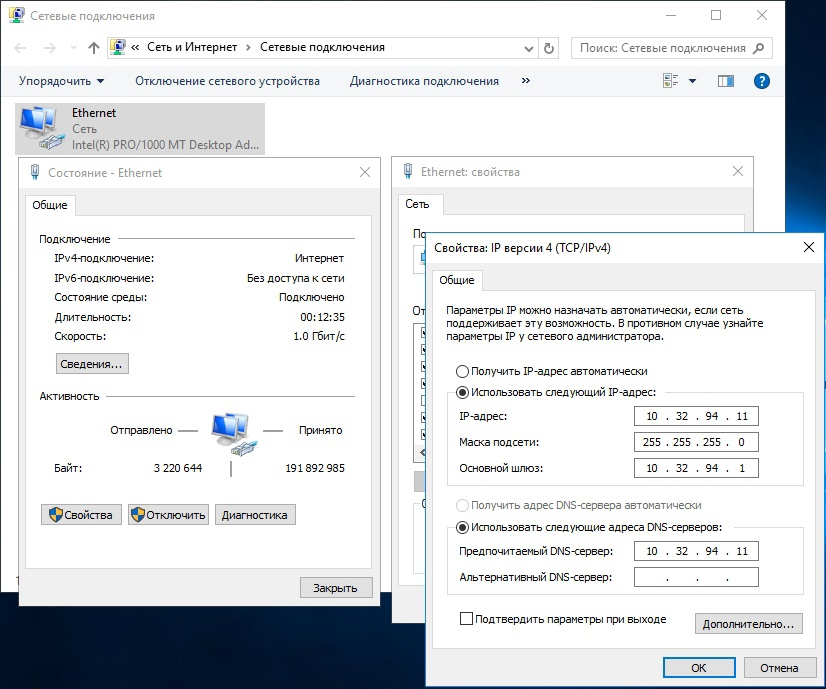 Сетевые подключения
« Сеть и Интернет › Сетевые подключения
Поиск: Сетевые подключения
Упорядочить Отключение сетевого устройства Диагностика подключения »
Ethernet
Сеть
Intel(R) PRO/1000 MT Desktop Ad...
Состояние - Ethernet
Общие
Подключение
IPv4-подключение: Интернет
IPv6-подключение: Без доступа к сети
Состояние среды: Подключено
Длительность: 00:12:35
Скорость: 1.0 Гбит/с
Сведения...
Активность
Отправлено Принято
Байт: 3 220 644 191 892 985
Свойства Отключить Диагностика
Закрыть
Ethernet: свойства
Сеть
Свойства: IP версии 4 (TCP/IPv4)
Общие
Параметры IP можно назначать автоматически, если сеть
поддерживает эту возможность. В противном случае узнайте
параметры IP у сетевого администратора.
Получить IP-адрес автоматически
Использовать следующий IP-адрес:
IP-адрес: 10 . 32 . 94 . 11
Маска подсети: 255 . 255 . 255 . 0
Основной шлюз: 10 . 32 . 94 . 1
Получить адрес DNS-сервера автоматически
Использовать следующие адреса DNS-серверов:
Предпочитаемый DNS-сервер: 10 . 32 . 94 . 11
Альтернативный DNS-сервер: . . .
Подтвердить параметры при выходе
Дополнительно...
ОК Отмена